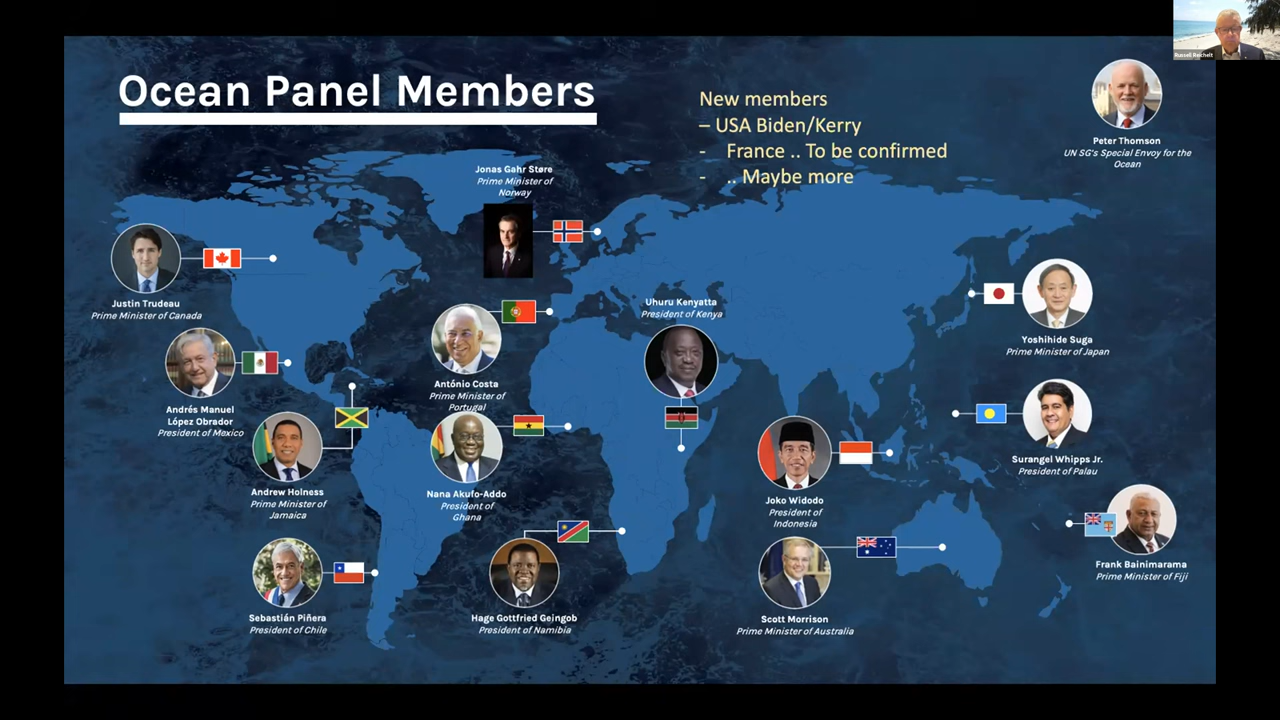 Ocean Panel Members
New members
– USA Biden/Kerry
- France .. To be confirmed
- .. Maybe more
Russell Reichelt
Peter Thomson
UN SG's Special Envoy for the
Ocean
Jonas Gahr Støre
Prime Minister of
Norway
Justin Trudeau
Prime Minister of Canada
Andrés Manuel
López Obrador
President of Mexico
Andrew Holness
Prime Minister of
Jamaica
Sebastián Piñera
President of Chile
António Costa
Prime Minister of
Portugal
Nana Akufo-Addo
President of
Ghana
Hage Gottfried Geingob
President of Namibia
Uhuru Kenyatta
President of Kenya
Joko Widodo
President of
Indonesia
Scott Morrison
Prime Minister of Australia
Yoshihide Suga
Prime Minister of Japan
Surangel Whipps Jr.
President of Palau
Frank Bainimarama
Prime Minister of Fiji